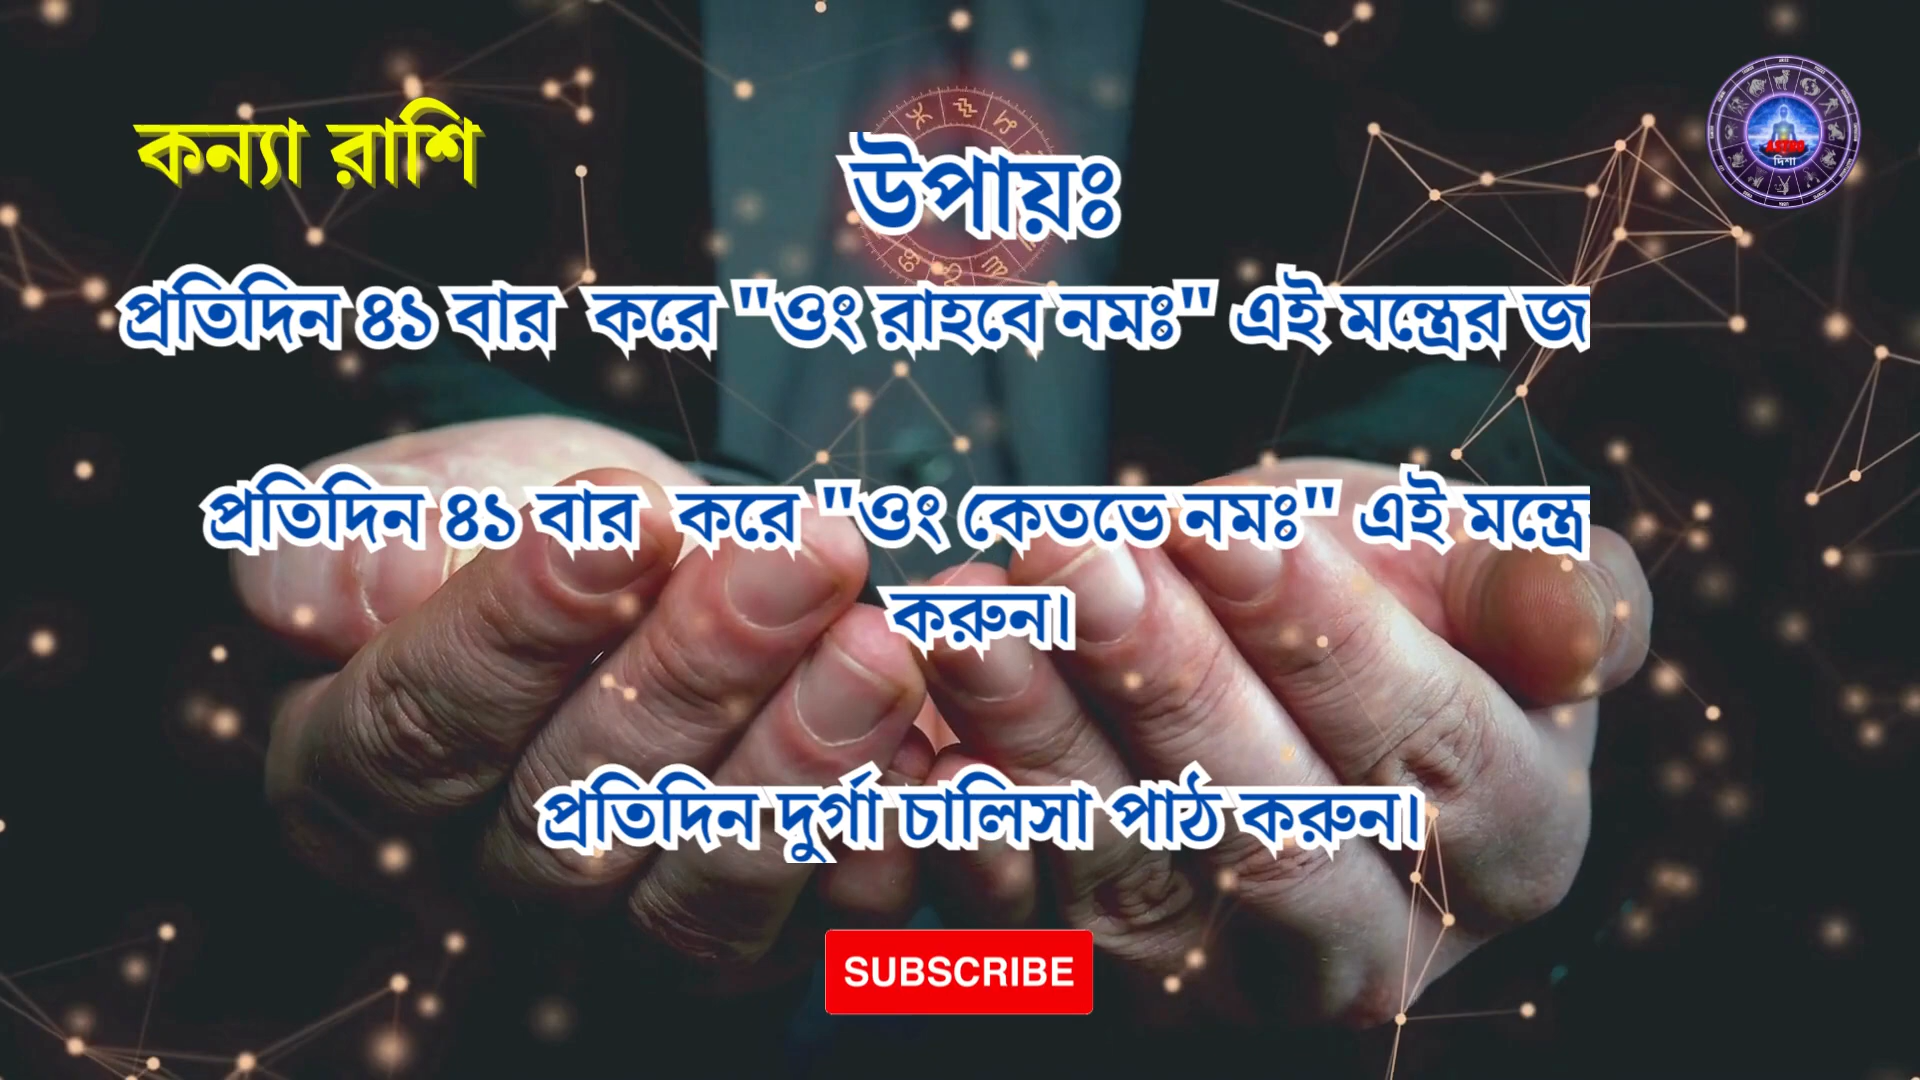 কন্যা রাশি
উপায়ঃ
ASTRO
দিশা
প্রতিদিন ৪১ বার করে "ওং রাহবে নমঃ" এই মন্ত্রের জ
প্রতিদিন ৪১ বার করে "ওং কেতভে নমঃ" এই মন্ত্রে
করুন।
প্রতিদিন দুর্গা চালিসা পাঠ করুন।
SUBSCRIBE